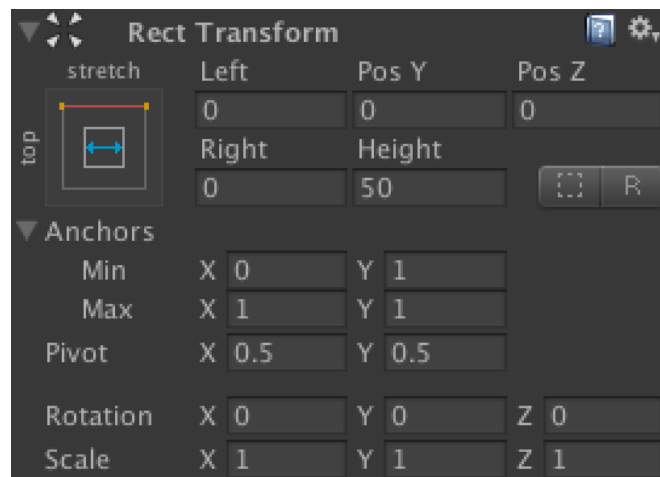 Rect Transform
stretch Left Pos Y Pos Z
0 0 0
top
Right Height
0 50 R
Anchors
Min X 0 Y 1
Max X 1 Y 1
Pivot X 0.5 Y 0.5
Rotation X 0 Y 0 Z 0
Scale X 1 Y 1 Z 1